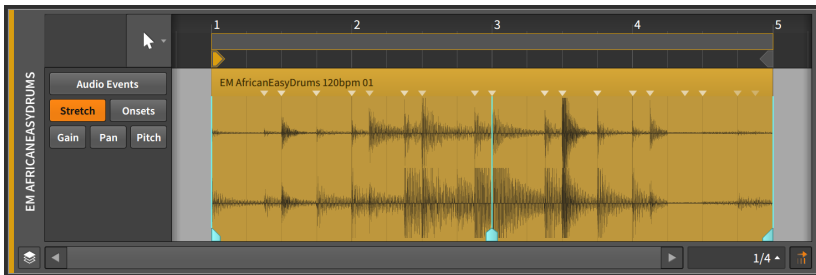 1 2 3 4 5
EM AfricanEasyDrums 120bpm 01
EM AFRICANEASYDRUMS
Audio Events
Stretch Onsets
Gain Pan Pitch
1/4